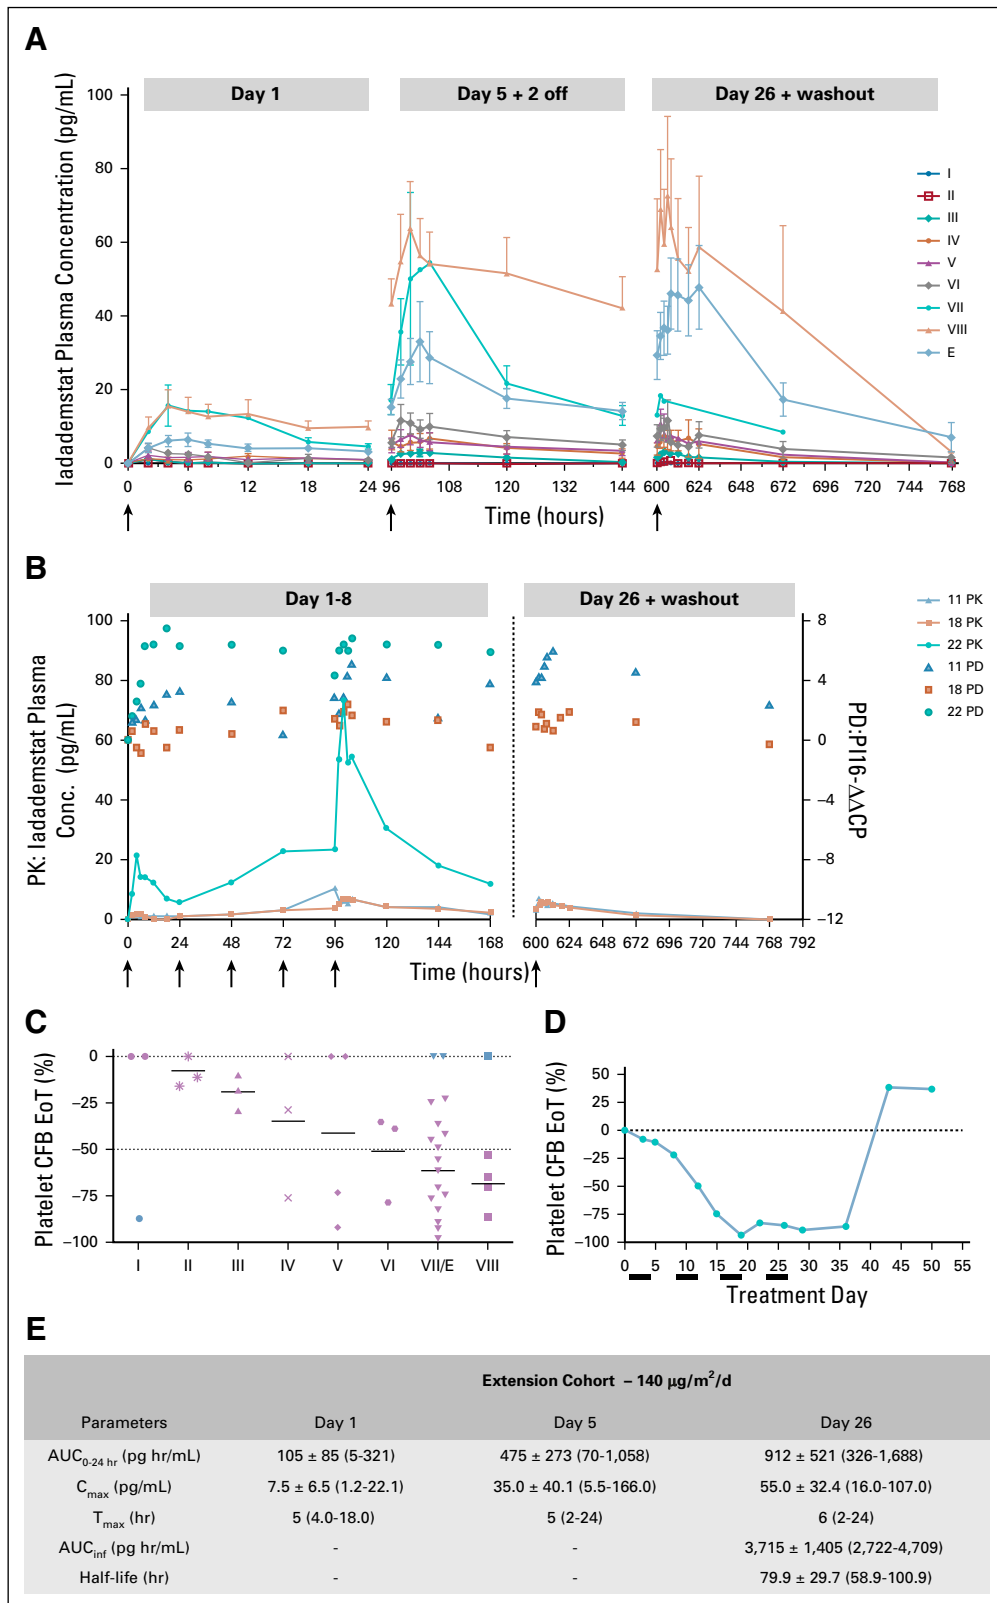 A
Iadademstat Plasma Concentration (pg/mL)
Day 1
Day 5 + 2 off
Day 26 + washout
100
80
60
40
20
0
0 6 12 18 24 96 108 120 132 144 600 624 648 672 696 720 744 768
Time (hours)
I
II
III
IV
V
VI
VII
VIII
E
B
PK: Iadademstat Plasma
Conc. (pg/mL)
Day 1-8
Day 26 + washout
100
80
60
40
20
0
8
4
0
−4
−8
−12
PD:PI16-ΔΔCP
0 24 48 72 96 120 144 168 600 624 648 672 696 720 744 768 792
Time (hours)
11 PK
18 PK
22 PK
11 PD
18 PD
22 PD
C
Platelet CFB EoT (%)
0
−25
−50
−75
−100
I II III IV V VI VII/E VIII
D
Platelet CFB EoT (%)
50
25
0
−25
−50
−75
−100
0 5 10 15 20 25 30 35 40 45 50 55
Treatment Day
E
Extension Cohort – 140 μg/m²/d
Parameters Day 1 Day 5 Day 26
AUC0-24 hr (pg hr/mL) 105 ± 85 (5-321) 475 ± 273 (70-1,058) 912 ± 521 (326-1,688)
Cmax (pg/mL) 7.5 ± 6.5 (1.2-22.1) 35.0 ± 40.1 (5.5-166.0) 55.0 ± 32.4 (16.0-107.0)
Tmax (hr) 5 (4.0-18.0) 5 (2-24) 6 (2-24)
AUCinf (pg hr/mL) - - 3,715 ± 1,405 (2,722-4,709)
Half-life (hr) - - 79.9 ± 29.7 (58.9-100.9)